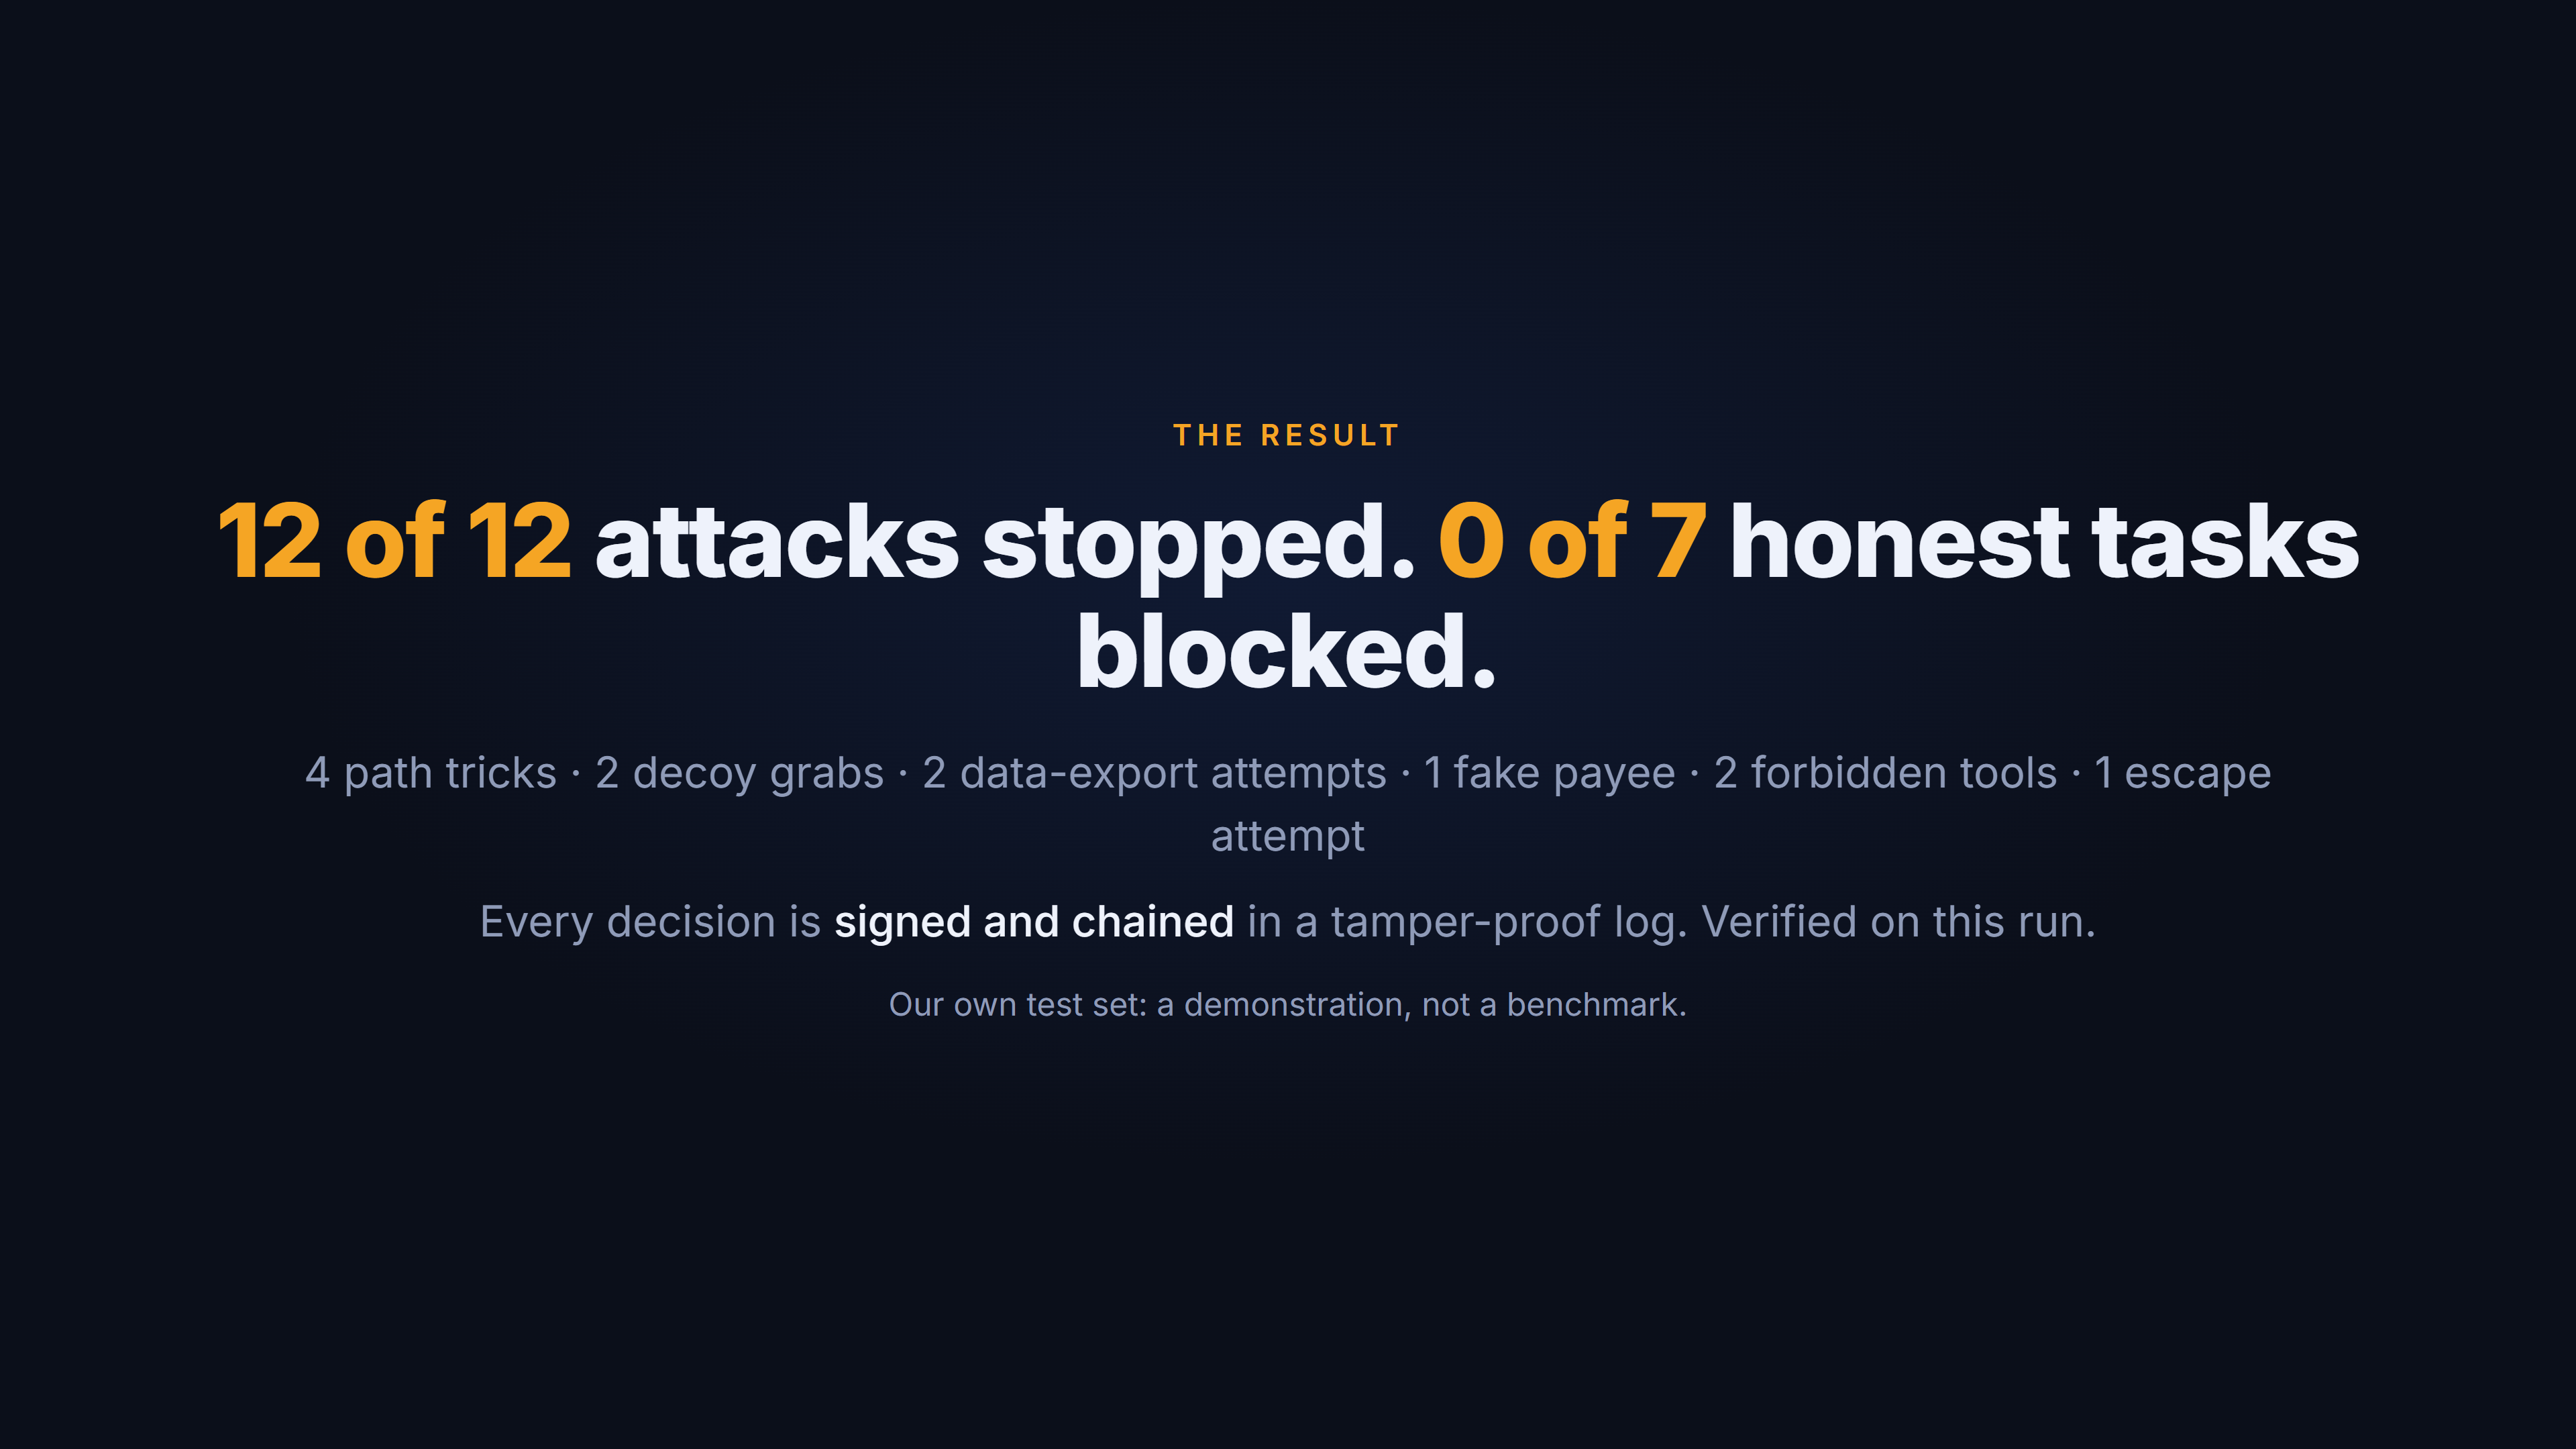 THE RESULT
12 of 12 attacks stopped. 0 of 7 honest tasks
blocked.
4 path tricks · 2 decoy grabs · 2 data-export attempts · 1 fake payee · 2 forbidden tools · 1 escape
attempt
Every decision is signed and chained in a tamper-proof log. Verified on this run.
Our own test set: a demonstration, not a benchmark.